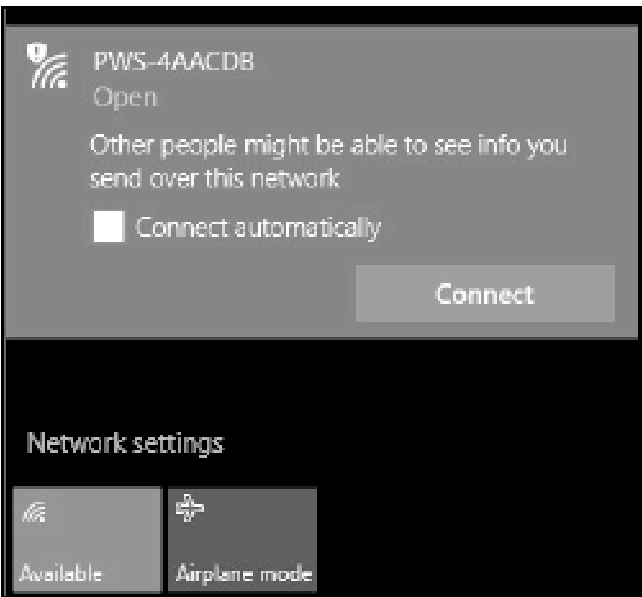 PWS-4AACDB
Open
Other people might be able to see info you
send over this network
Connect automatically
Connect
Network settings
Available
Airplane mode